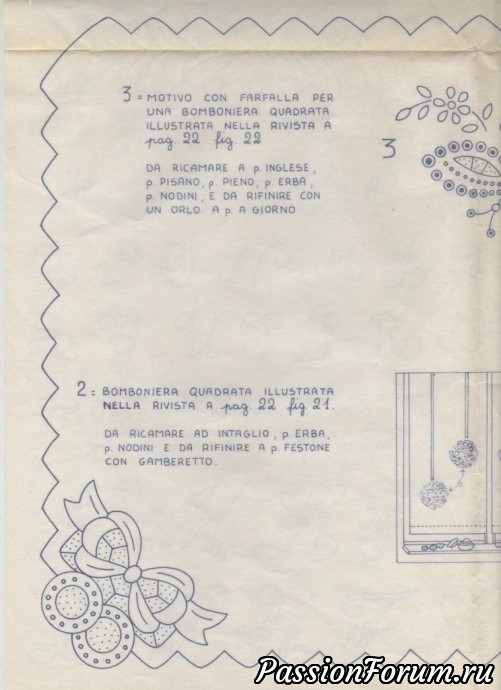 3 = MOTIVO CON FARFALLA PER
UNA BOMBONIERA QUADRATA
ILLUSTRATA NELLA RIVISTA A
pag. 22 fig. 22
DA RICAMARE A p. INGLESE,
p. PISANO, p. PIENO, p. ERBA,
p. NODINI, E DA RIFINIRE CON
UN ORLO A p. A GIORNO
3
2 = BOMBONIERA QUADRATA ILLUSTRATA
NELLA RIVISTA A pag. 22 fig 21.
DA RICAMARE AD INTAGLIO, p. ERBA,
p. NODINI E DA RIFINIRE A p. FESTONE
CON GAMBERETTO.
PassionForum.ru